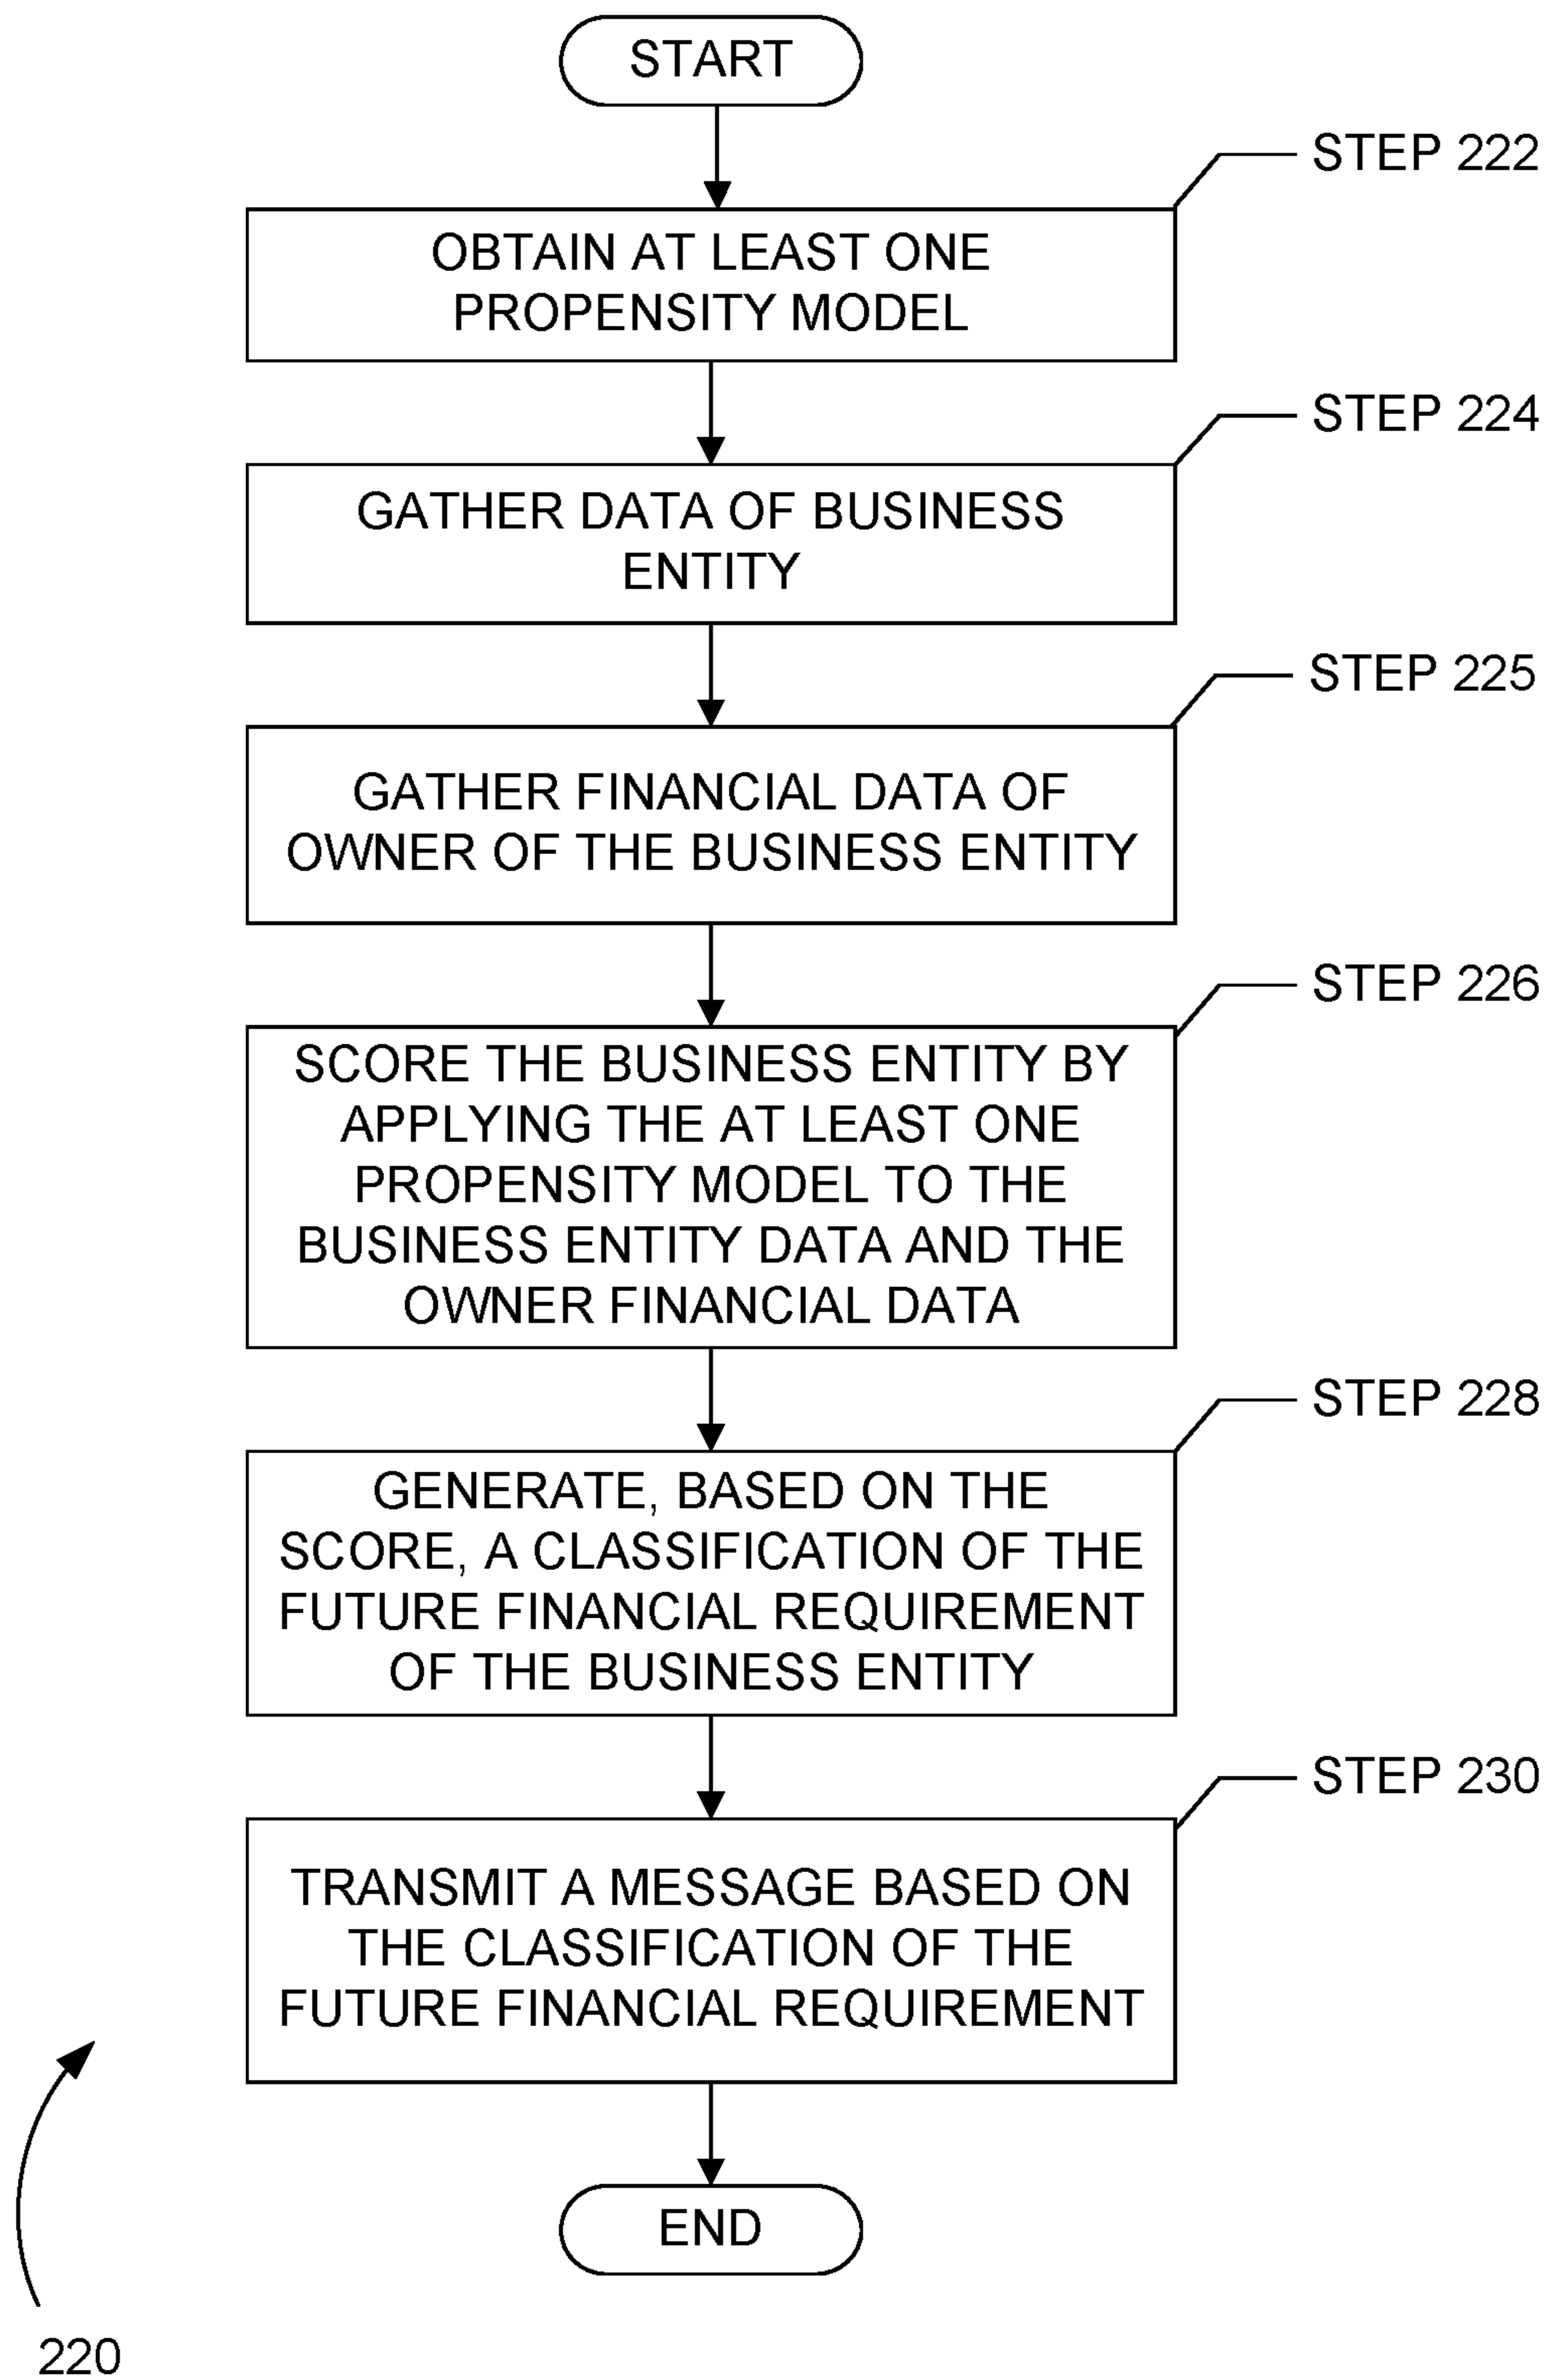 START
STEP 222
OBTAIN AT LEAST ONE
PROPENSITY MODEL
STEP 224
GATHER DATA OF BUSINESS
ENTITY
STEP 225
GATHER FINANCIAL DATA OF
OWNER OF THE BUSINESS ENTITY
STEP 226
SCORE THE BUSINESS ENTITY BY
APPLYING THE AT LEAST ONE
PROPENSITY MODEL TO THE
BUSINESS ENTITY DATA AND THE
OWNER FINANCIAL DATA
STEP 228
GENERATE, BASED ON THE
SCORE, A CLASSIFICATION OF THE
FUTURE FINANCIAL REQUIREMENT
OF THE BUSINESS ENTITY
STEP 230
TRANSMIT A MESSAGE BASED ON
THE CLASSIFICATION OF THE
FUTURE FINANCIAL REQUIREMENT
END
220